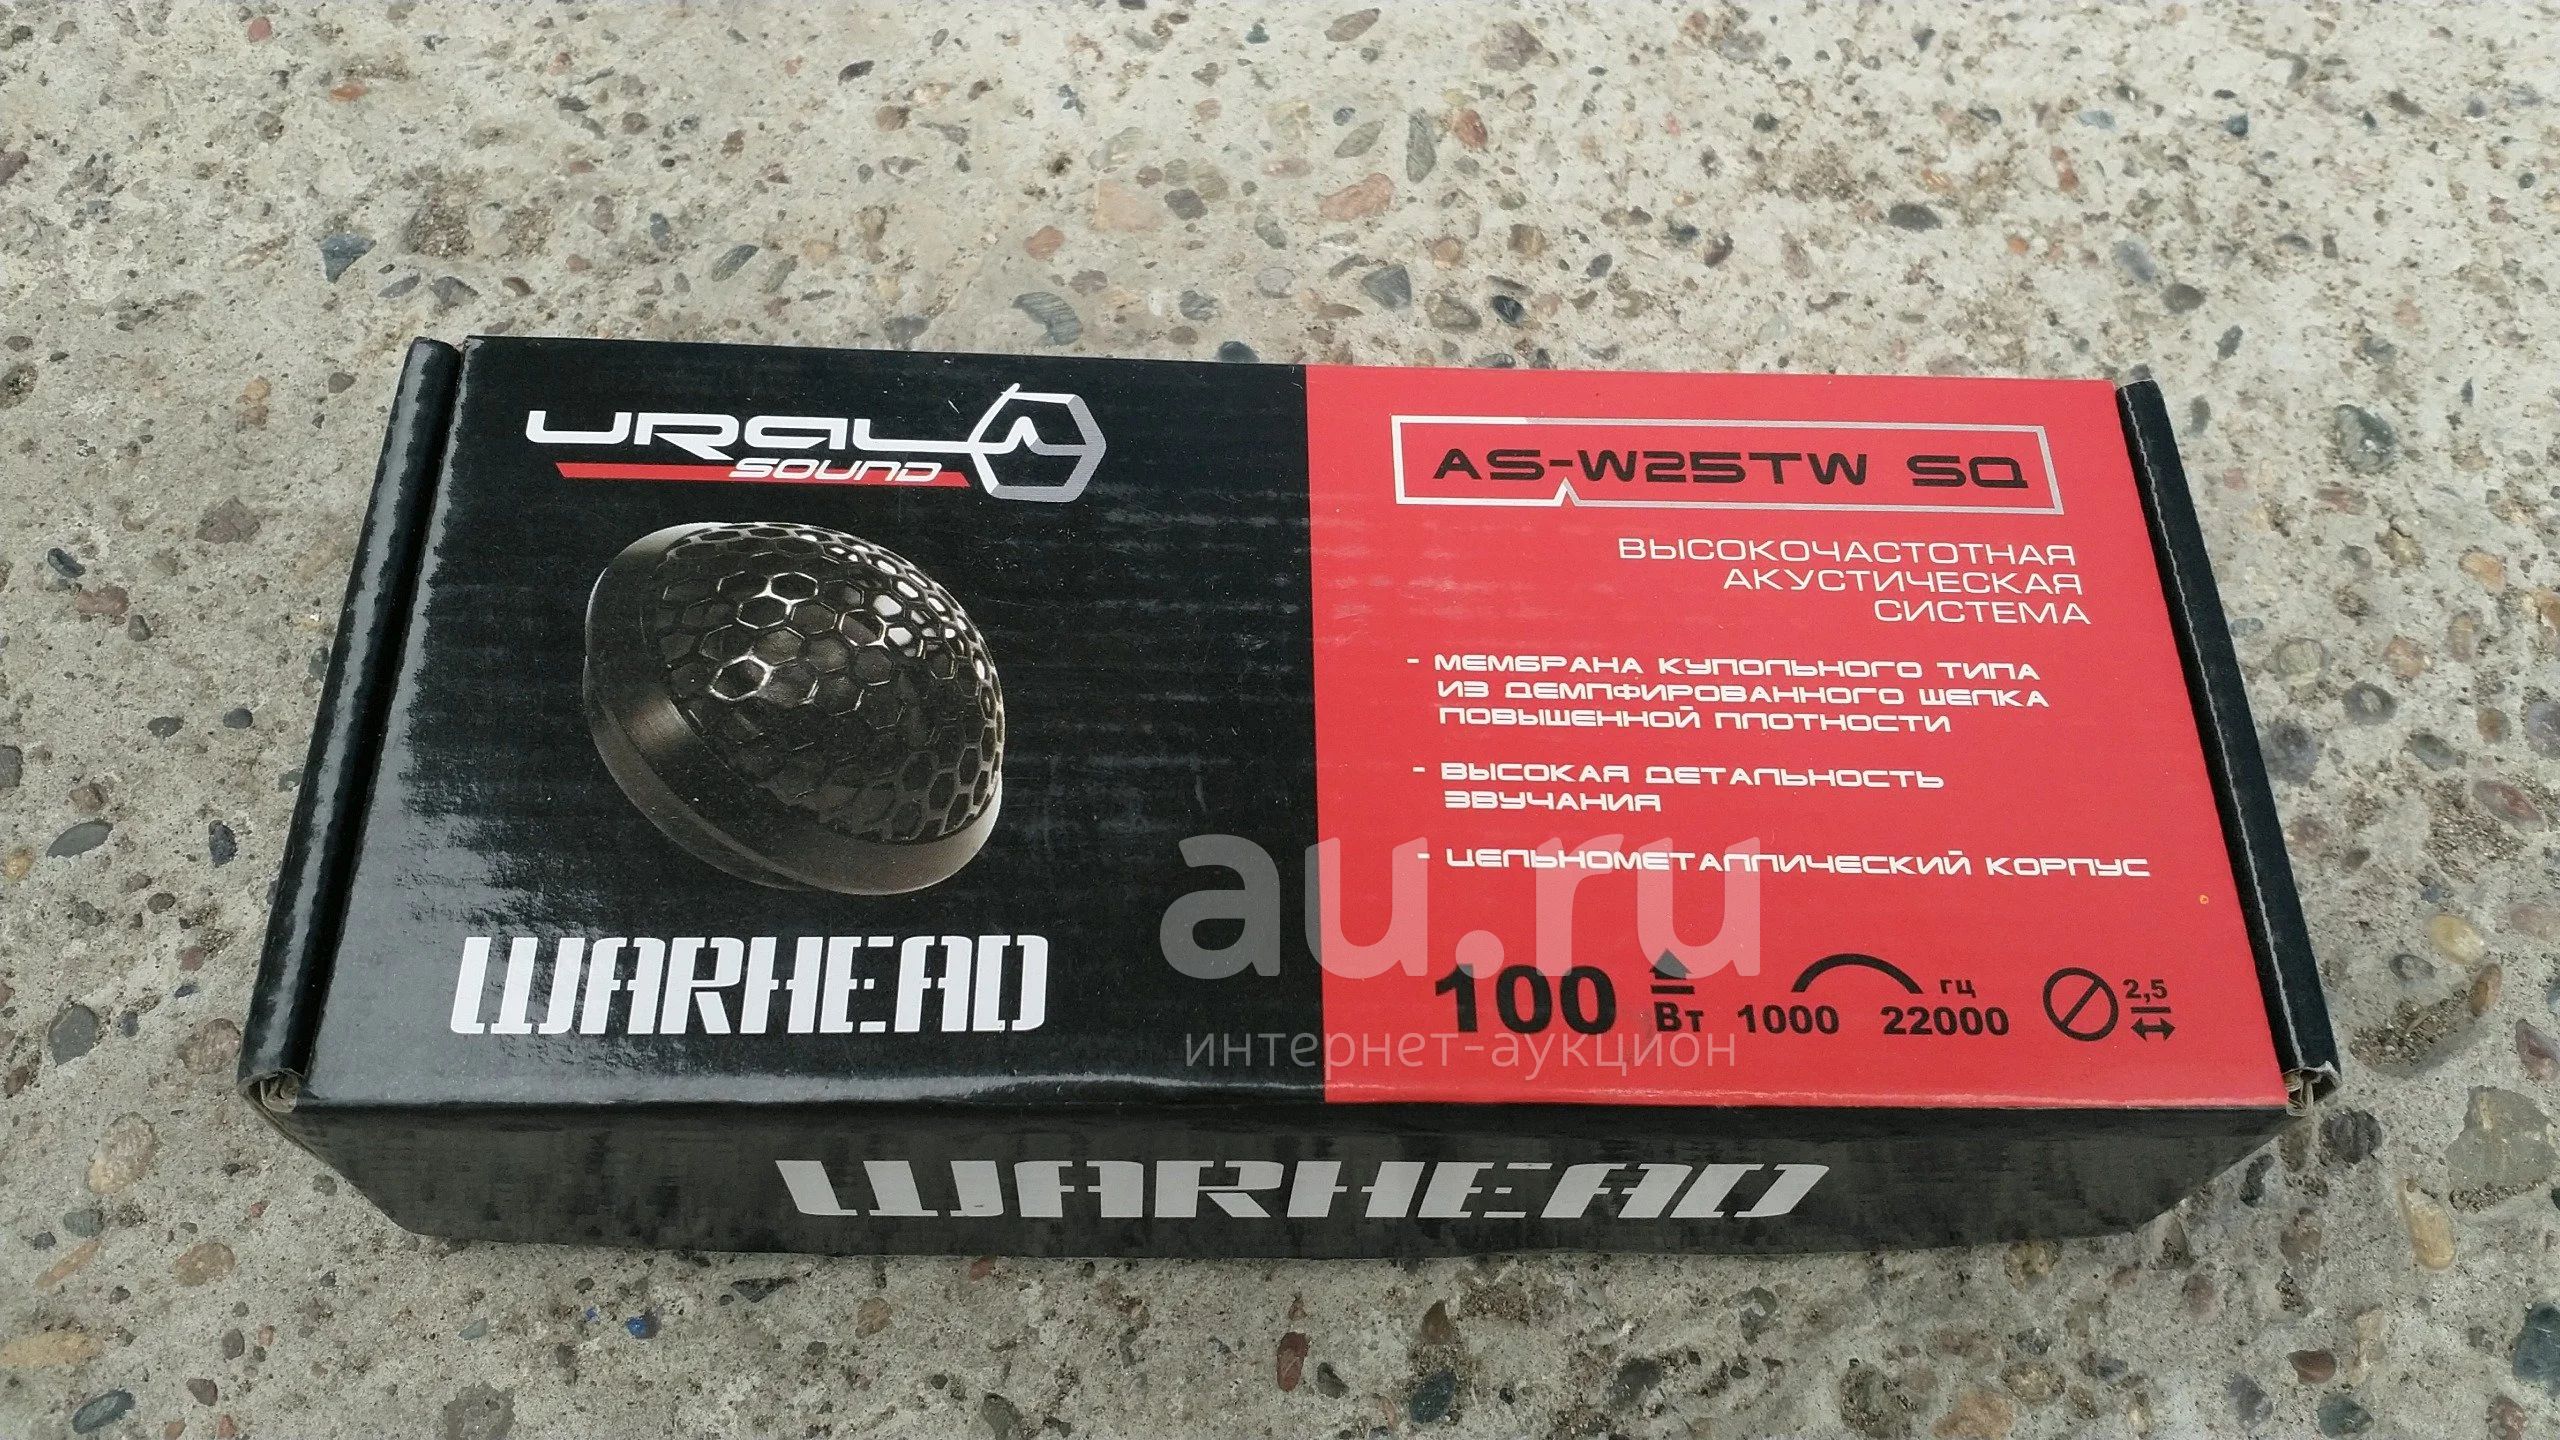 URAL
SOUND
WARHEAD
AS-W25TW SQ
ВЫСОКОЧАСТОТНАЯ
АКУСТИЧЕСКАЯ
СИСТЕМА
- МЕМБРАНА КУПОЛЬНОГО ТИПА
ИЗ ДЕМПФИРОВАННОГО ШЕЛКА
ПОВЫШЕННОЙ ПЛОТНОСТИ
- ВЫСОКАЯ ДЕТАЛЬНОСТЬ
ЗВУЧАНИЯ
- ЦЕЛЬНОМЕТАЛЛИЧЕСКИЙ КОРПУС
100 Вт 1000 22000 гц 2,5
WARHEAD
au.ru
интернет-аукцион